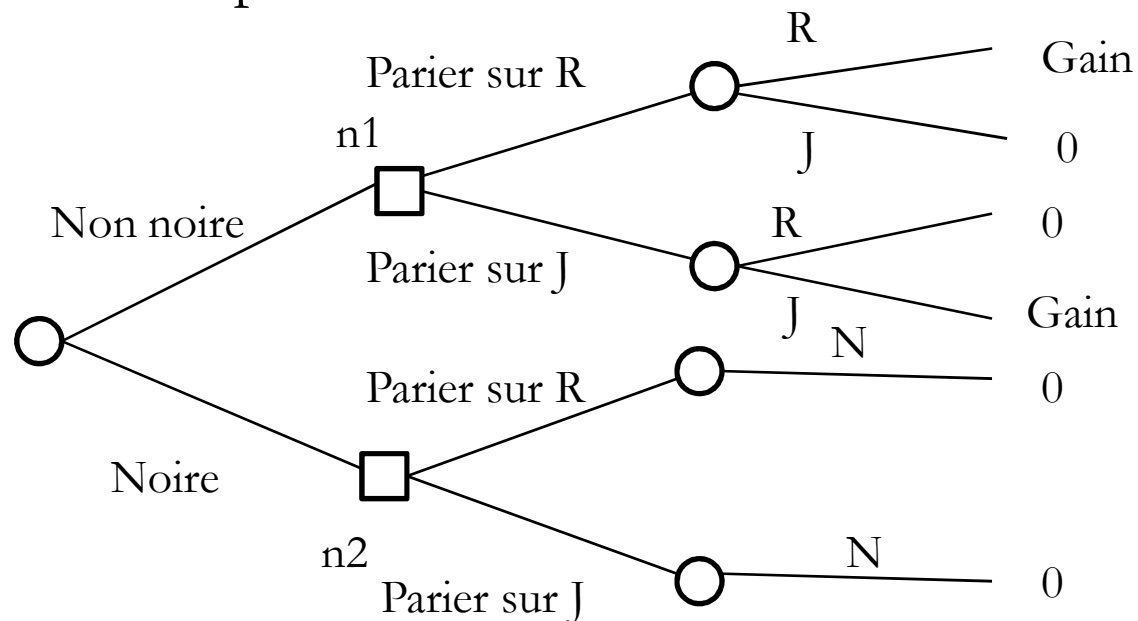 R
Parier sur R
Gain
n1
J
0
Non noire
R
0
Parier sur J
J
Gain
N
Parier sur R
0
Noire
n2
N
Parier sur J
0